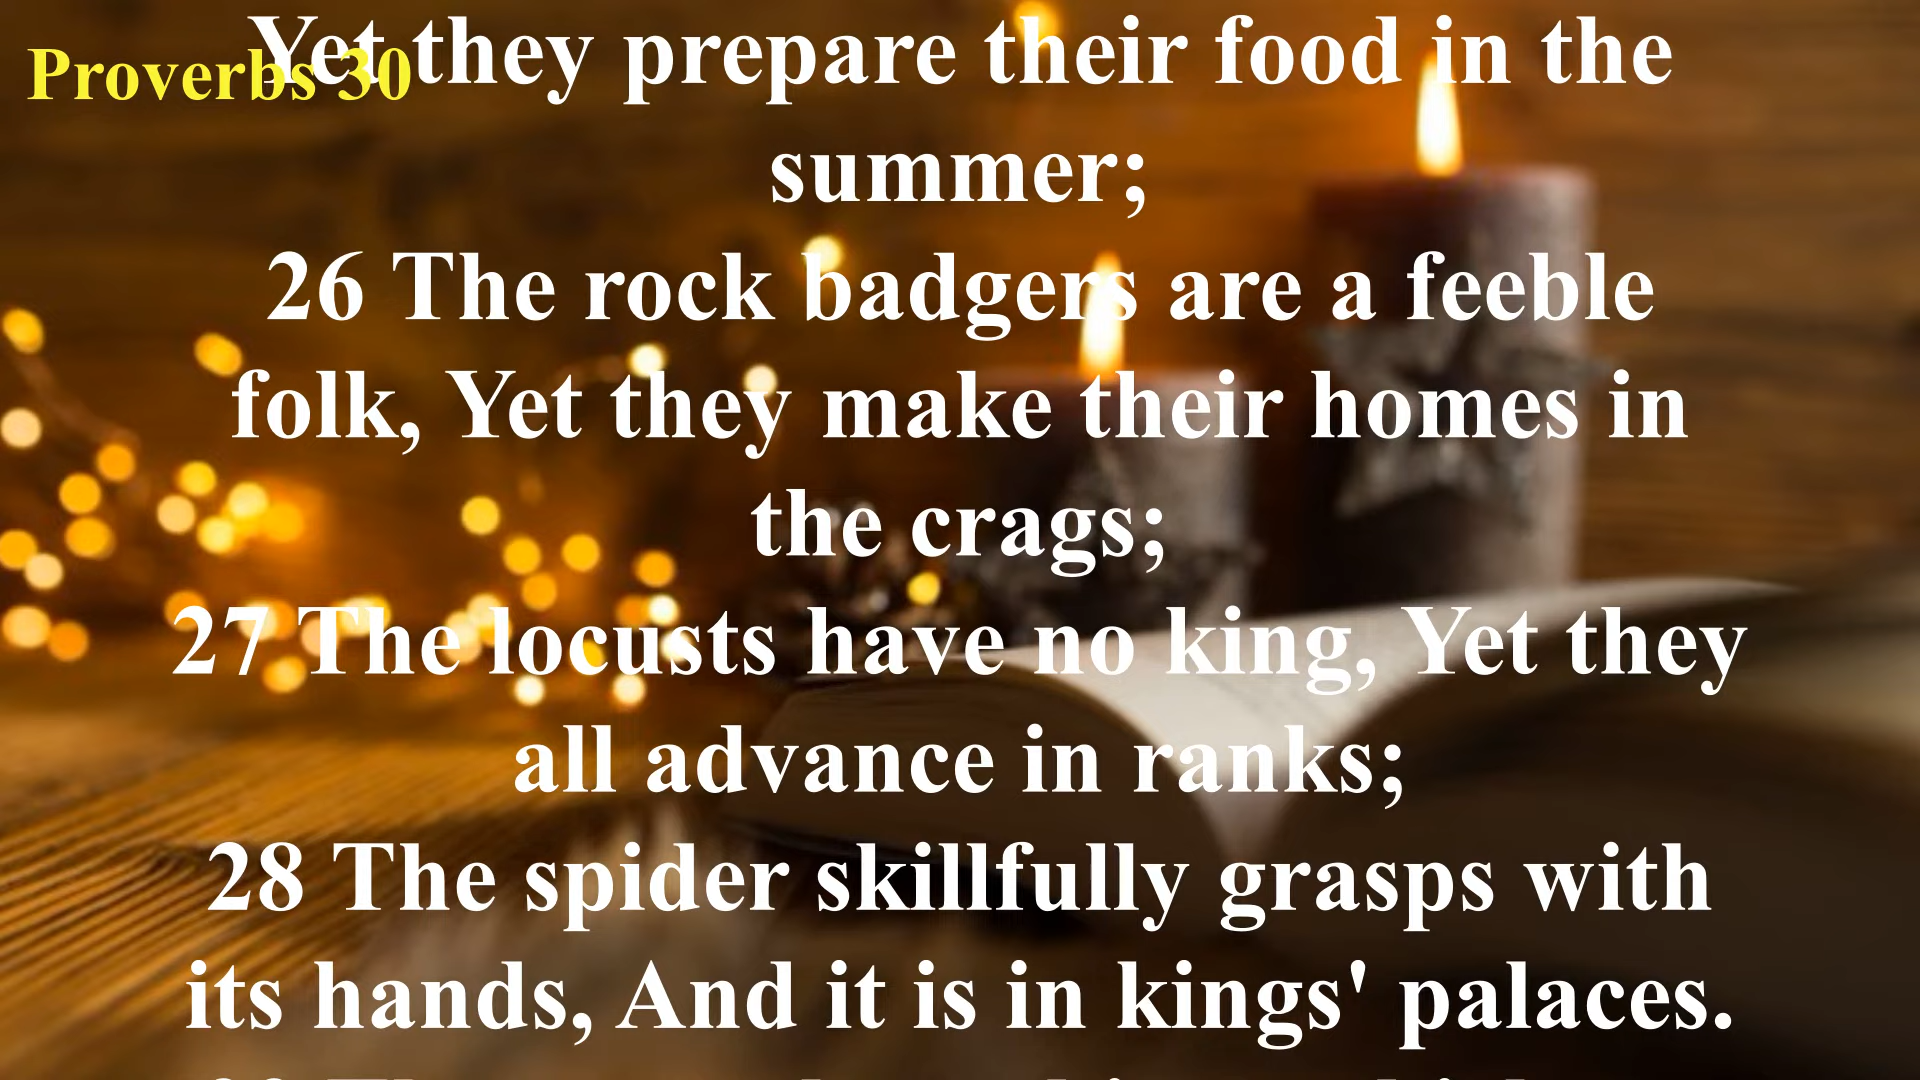 Proverbs 30
Yet they prepare their food in the
summer;
26 The rock badgers are a feeble
folk, Yet they make their homes in
the crags;
27 The locusts have no king, Yet they
all advance in ranks;
28 The spider skillfully grasps with
its hands, And it is in kings' palaces.